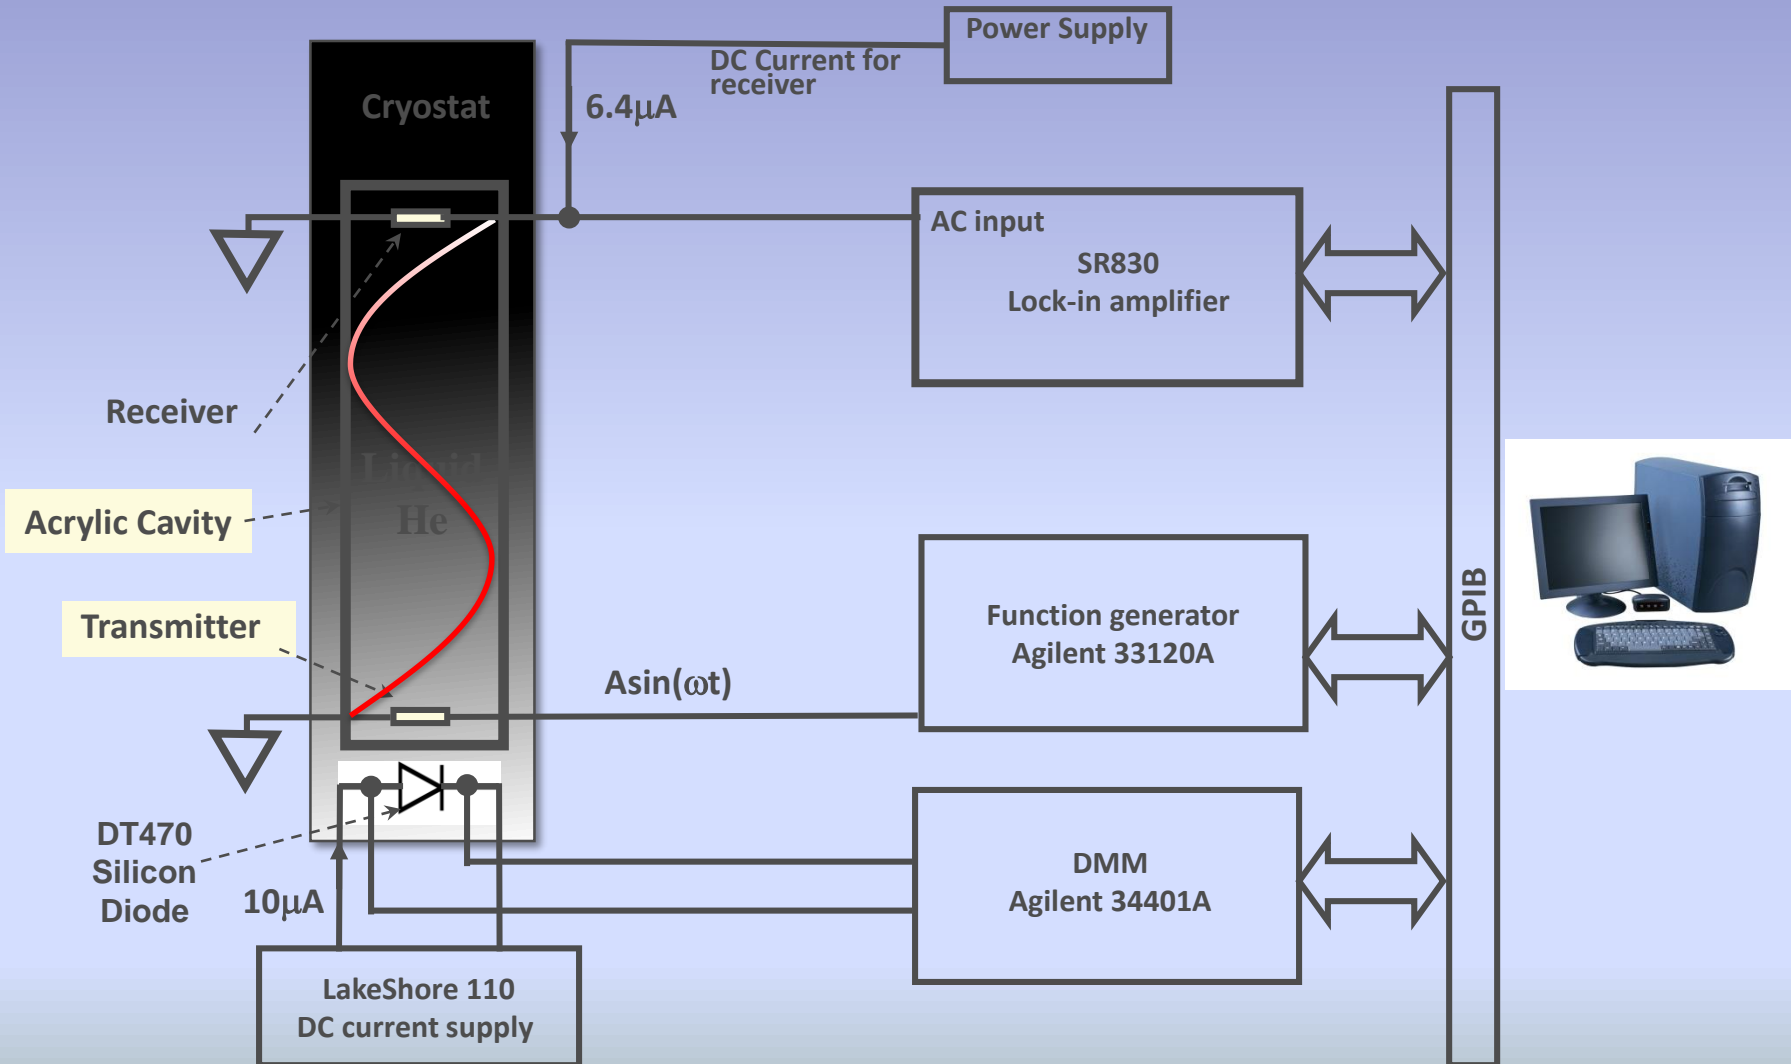 Power Supply
DC Current for
receiver
Cryostat
6.4μA
AC input
SR830
Lock-in amplifier
Receiver
Liquid
He
Acrylic Cavity
Transmitter
Asin(ωt)
Function generator
Agilent 33120A
GPIB
DT470
Silicon
Diode
10μA
DMM
Agilent 34401A
LakeShore 110
DC current supply